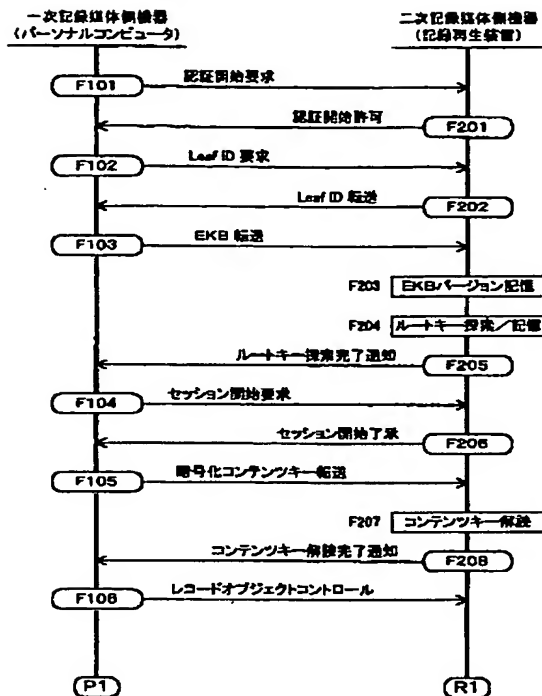 一次記録媒体側機器
(パーソナルコンピュータ)
二次記録媒体側機器
(記録再生装置)
F101
認証開始要求
認証開始許可
F201
F102
Leaf ID 要求
Leaf ID 転送
F202
F103
EKB 転送
F203
EKBバージョン記憶
F204
ルートキー探索/記憶
ルートキー探索完了通知
F205
F104
セッション開始要求
セッション開始了承
F206
F105
暗号化コンテンツキー転送
F207
コンテンツキー解読
コンテンツキー解読完了通知
F208
F106
レコードオブジェクトコントロール
P1
R1